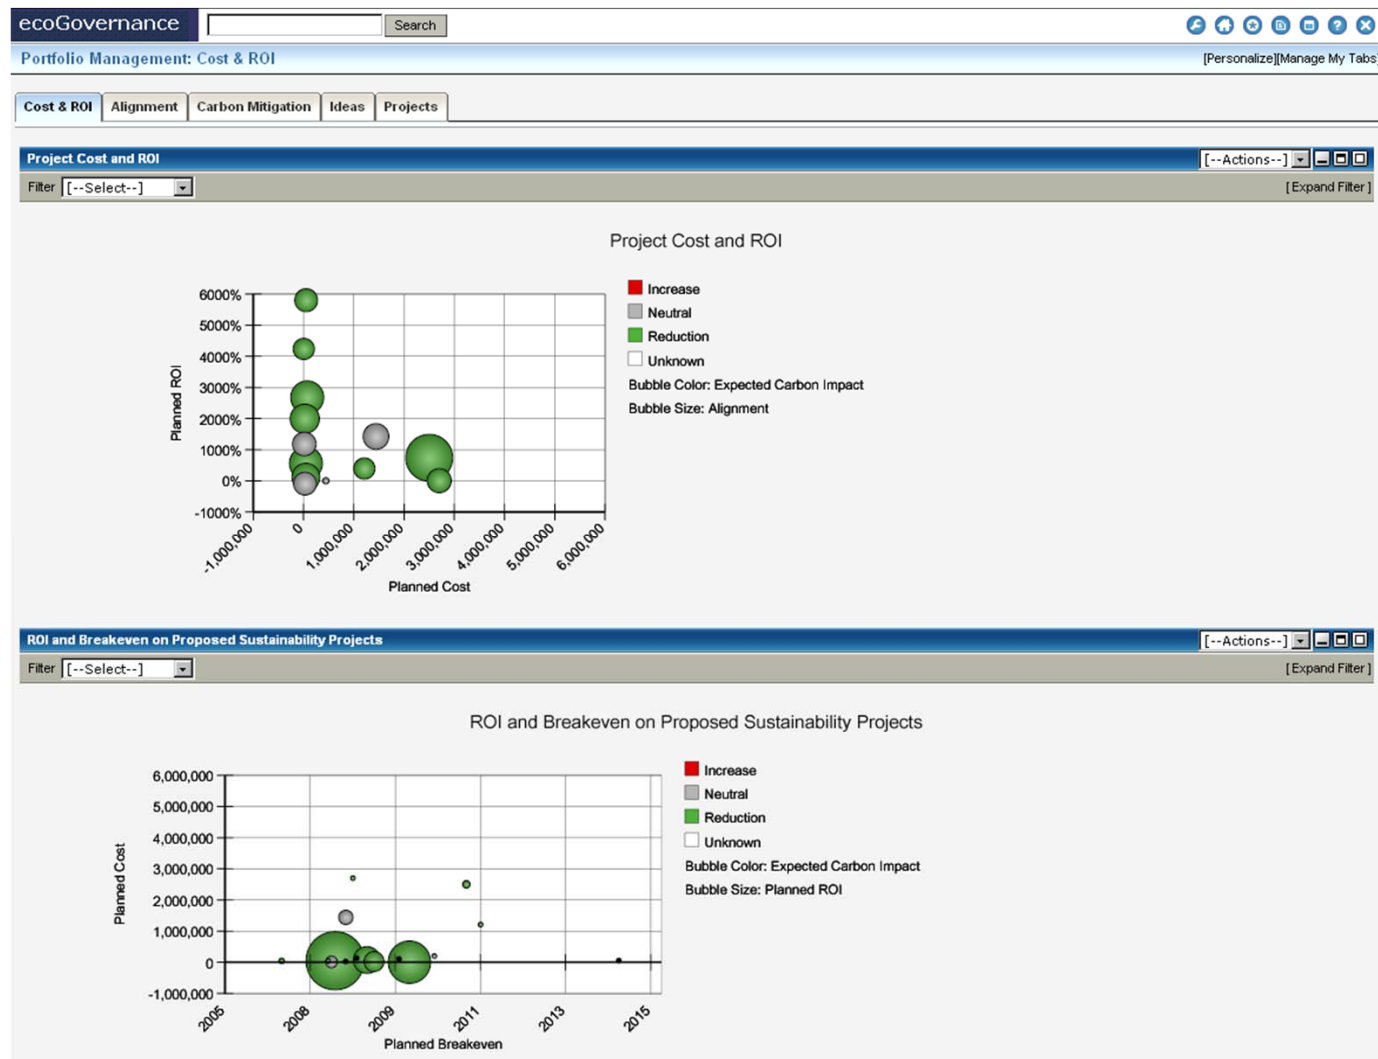 ecoGovernance Search
Portfolio Management: Cost & ROI [Personalize][Manage My Tabs]
Cost & ROI Alignment Carbon Mitigation Ideas Projects
Project Cost and ROI [--Actions--]
Filter [--Select--] [Expand Filter]
Project Cost and ROI
6000%
5000%
4000%
3000%
2000%
1000%
0%
-1000%
Planned ROI
-1,000,000 0 1,000,000 2,000,000 3,000,000 4,000,000 5,000,000 6,000,000
Planned Cost
Increase
Neutral
Reduction
Unknown
Bubble Color: Expected Carbon Impact
Bubble Size: Alignment
ROI and Breakeven on Proposed Sustainability Projects [--Actions--]
Filter [--Select--] [Expand Filter]
ROI and Breakeven on Proposed Sustainability Projects
6,000,000
5,000,000
4,000,000
3,000,000
2,000,000
1,000,000
0
-1,000,000
Planned Cost
2005 2008 2009 2011 2013 2015
Planned Breakeven
Increase
Neutral
Reduction
Unknown
Bubble Color: Expected Carbon Impact
Bubble Size: Planned ROI